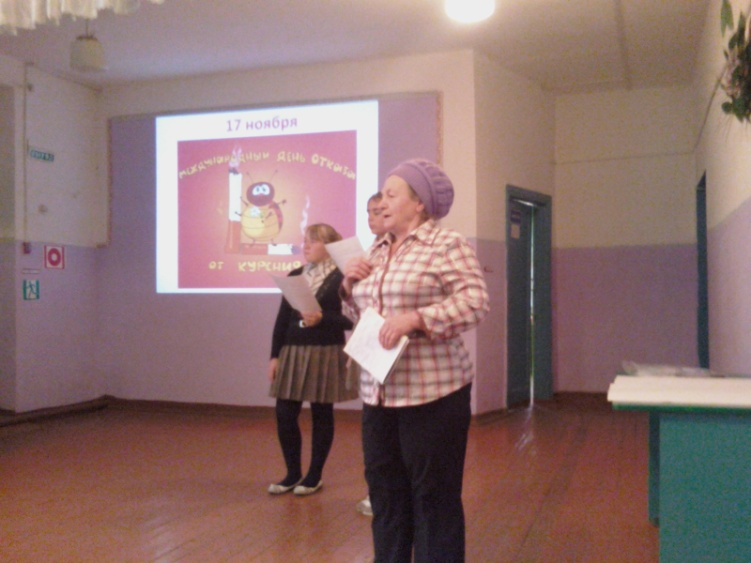 17 ноября
международный день отказа
от курения